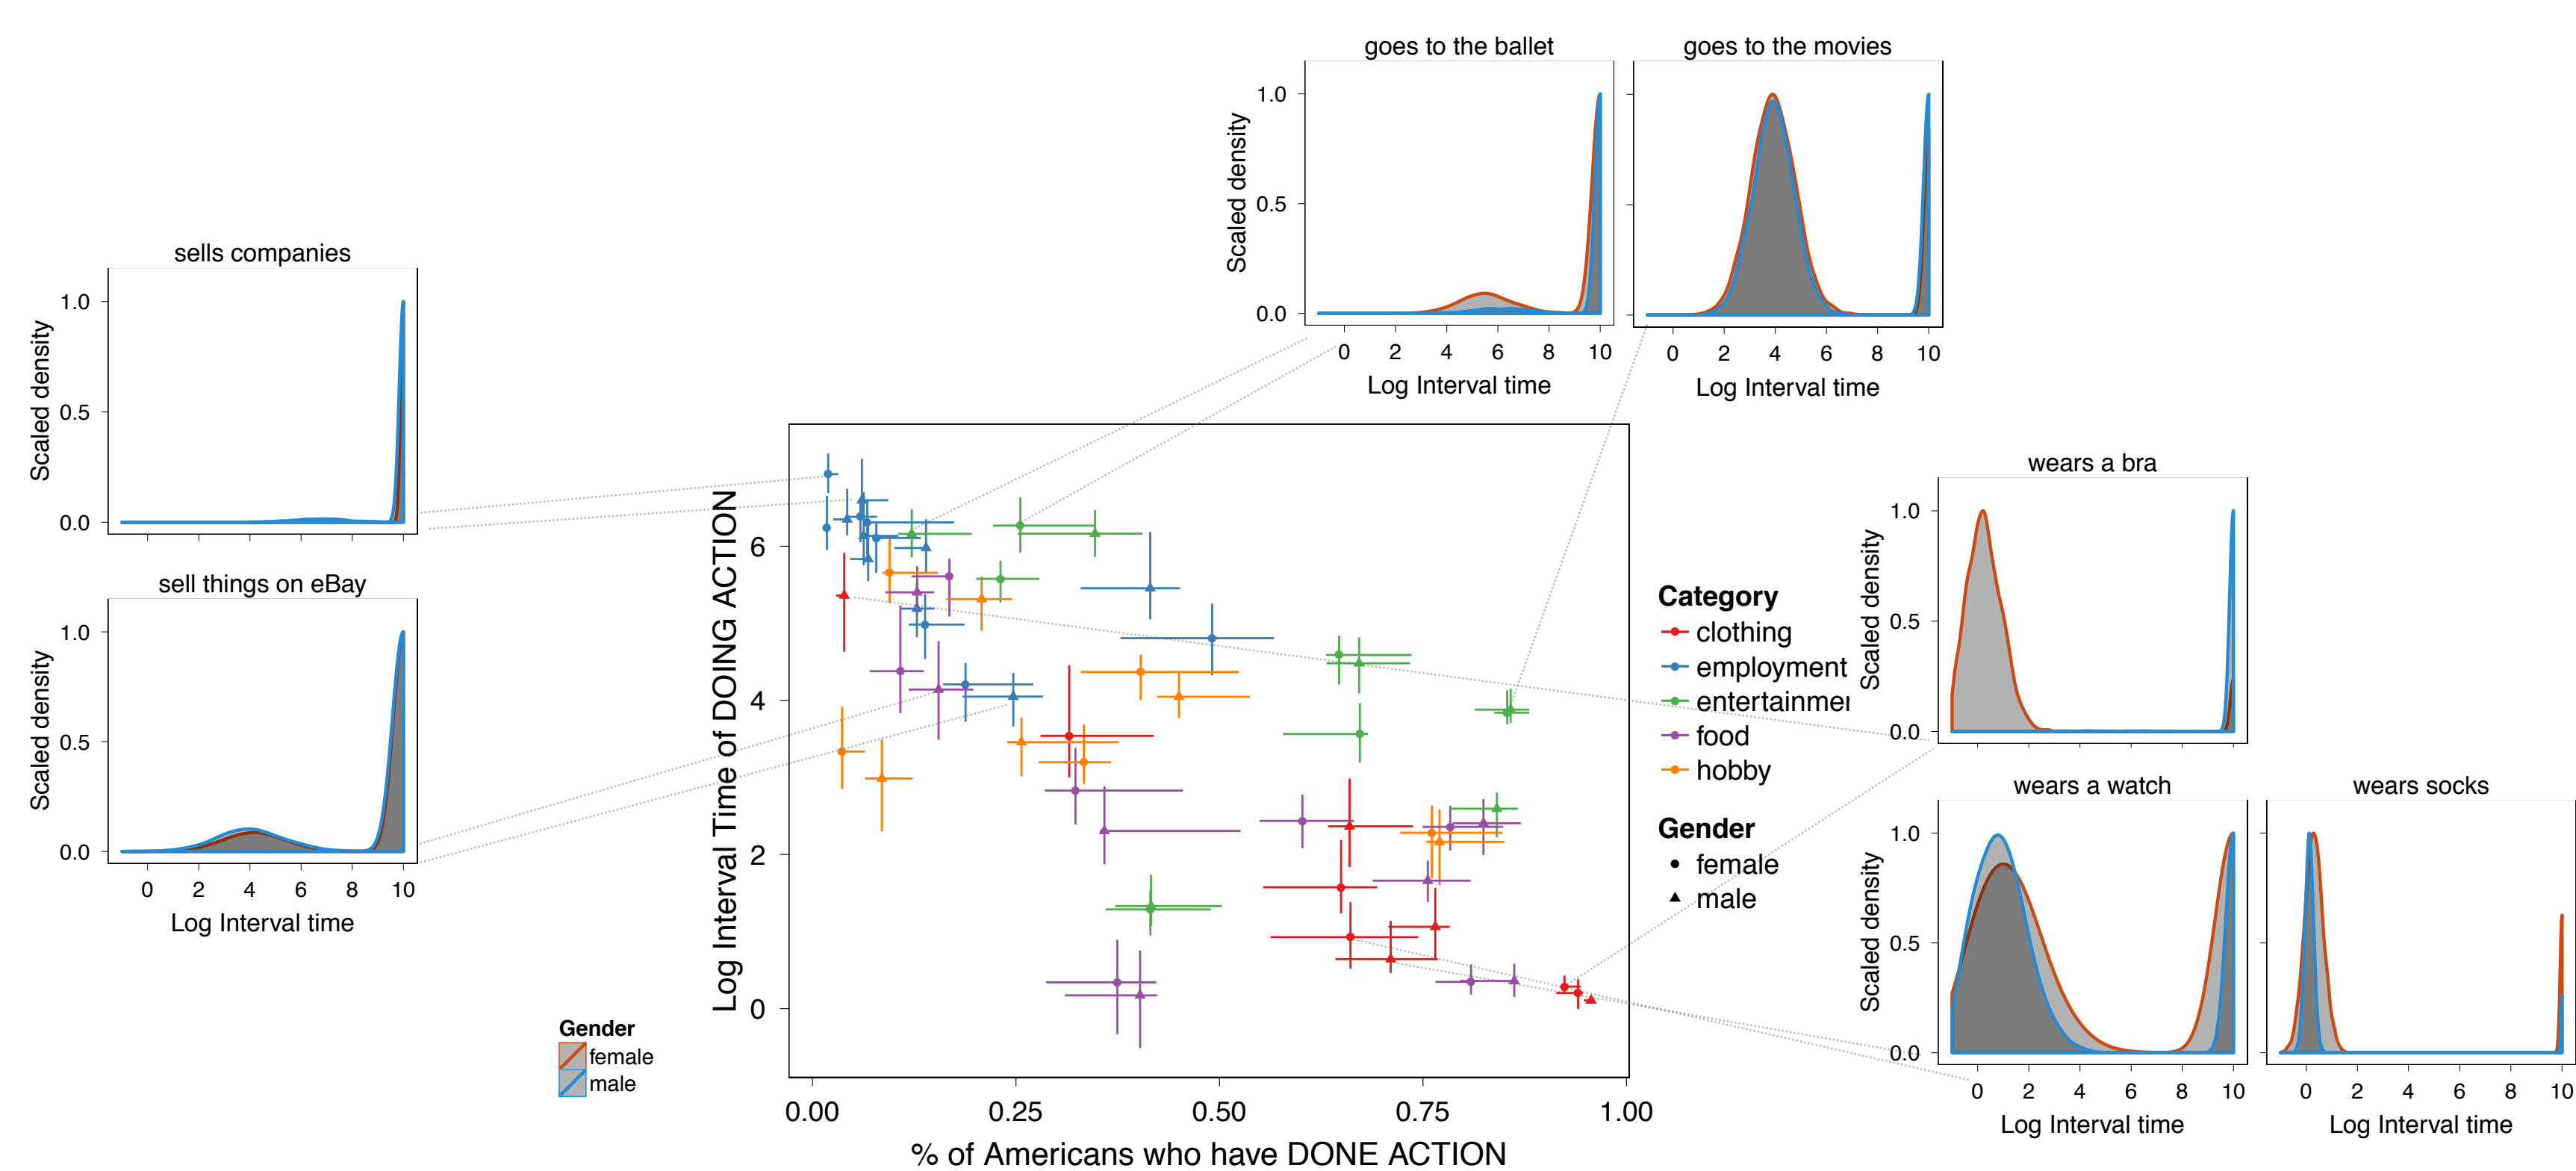 goes to the ballet
goes to the movies
Scaled density
1.0
0.5
0.0
0 2 4 6 8 10
0 2 4 6 8 10
Log Interval time
Log Interval time
sells companies
Scaled density
1.0
0.5
0.0
sell things on eBay
Scaled density
1.0
0.5
0.0
0 2 4 6 8 10
Log Interval time
Gender
female
male
Log Interval Time of DOING ACTION
6
4
2
0
0.00 0.25 0.50 0.75 1.00
% of Americans who have DONE ACTION
Category
clothing
employment
entertainmer
food
hobby
Gender
female
male
wears a bra
Scaled density
1.0
0.5
0.0
wears a watch
wears socks
Scaled density
1.0
0.5
0.0
0 2 4 6 8 10
0 2 4 6 8 10
Log Interval time
Log Interval time